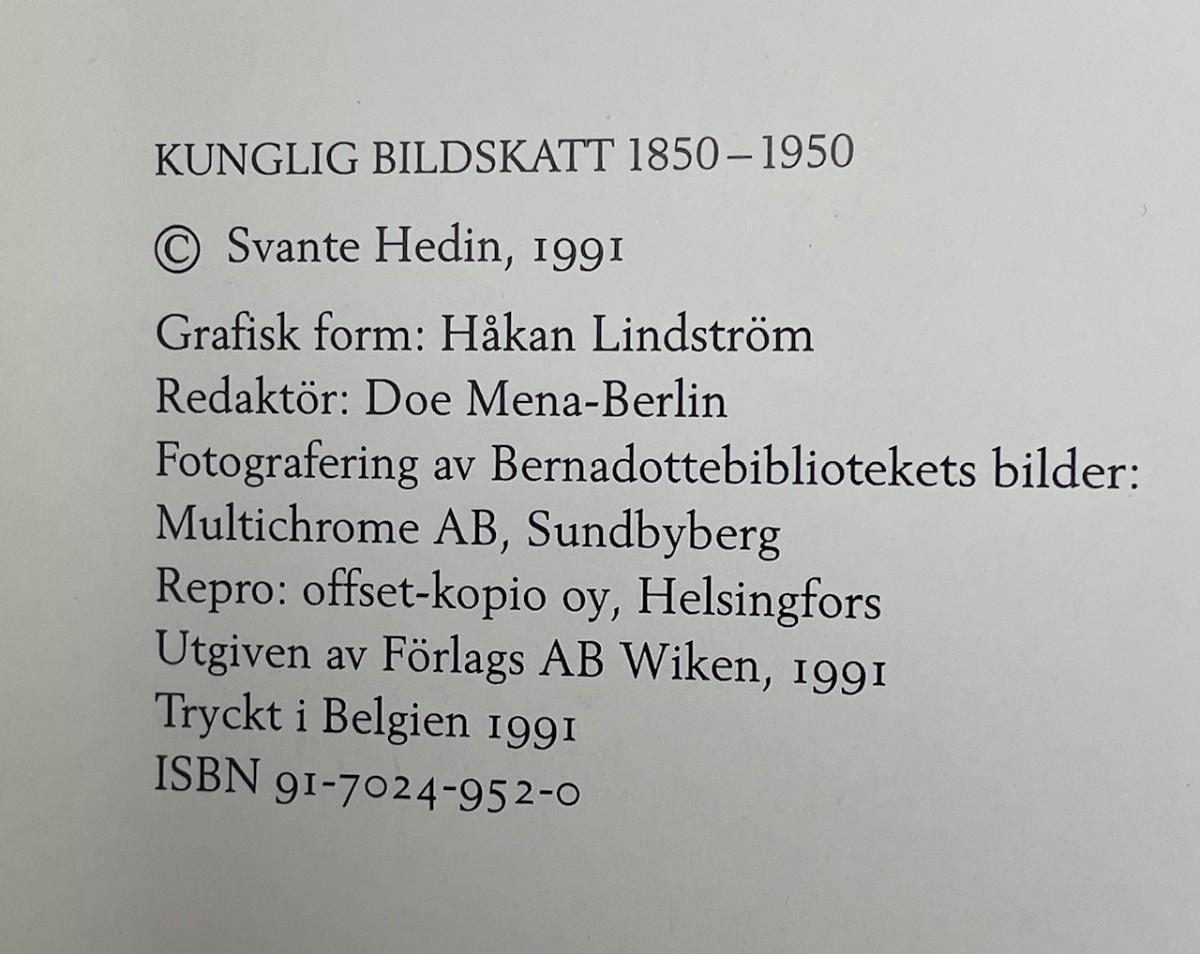 KUNGLIG BILDSKATT 1850–1950
© Svante Hedin, 1991
Grafisk form: Håkan Lindström
Redaktör: Doe Mena-Berlin
Fotografering av Bernadottebibliotekets bilder:
Multichrome AB, Sundbyberg
Repro: offset-kopio oy, Helsingfors
Utgiven av Förlags AB Wiken, 1991
Tryckt i Belgien 1991
ISBN 91-7024-952-0